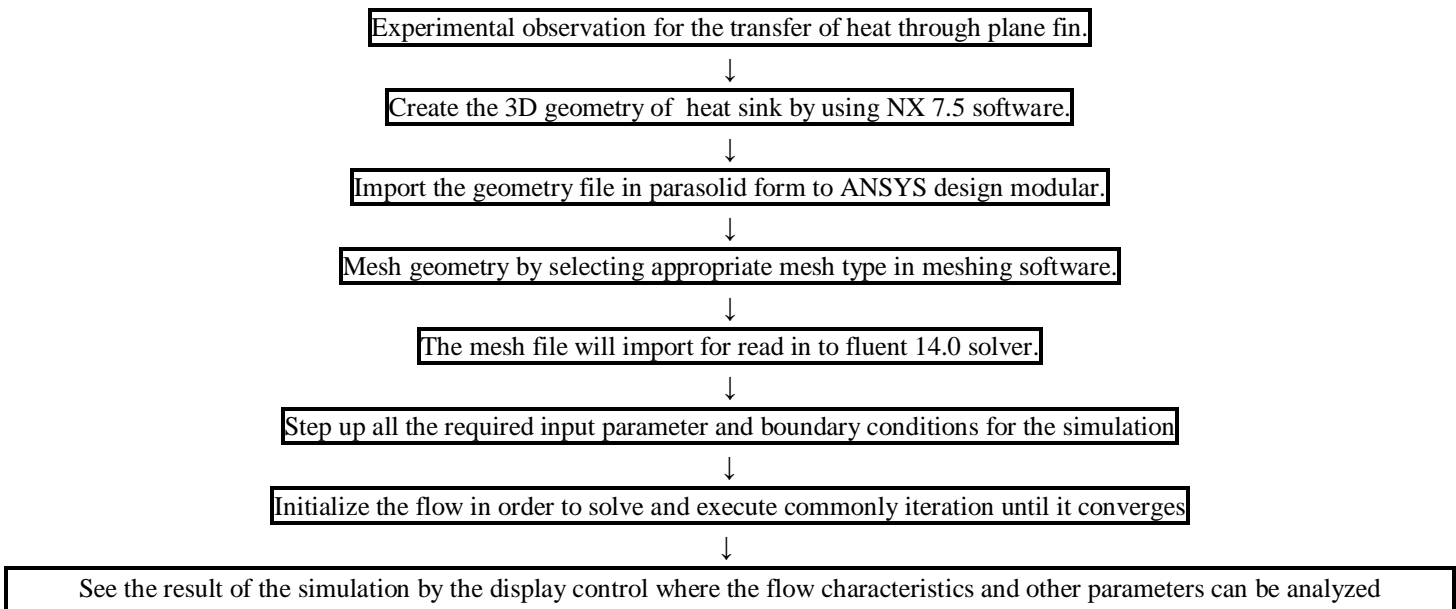 Experimental observation for the transfer of heat through plane fin.
↓
Create the 3D geometry of heat sink by using NX 7.5 software.
↓
Import the geometry file in parasolid form to ANSYS design modular.
↓
Mesh geometry by selecting appropriate mesh type in meshing software.
↓
The mesh file will import for read in to fluent 14.0 solver.
↓
Step up all the required input parameter and boundary conditions for the simulation
↓
Initialize the flow in order to solve and execute commonly iteration until it converges
↓
See the result of the simulation by the display control where the flow characteristics and other parameters can be analyzed